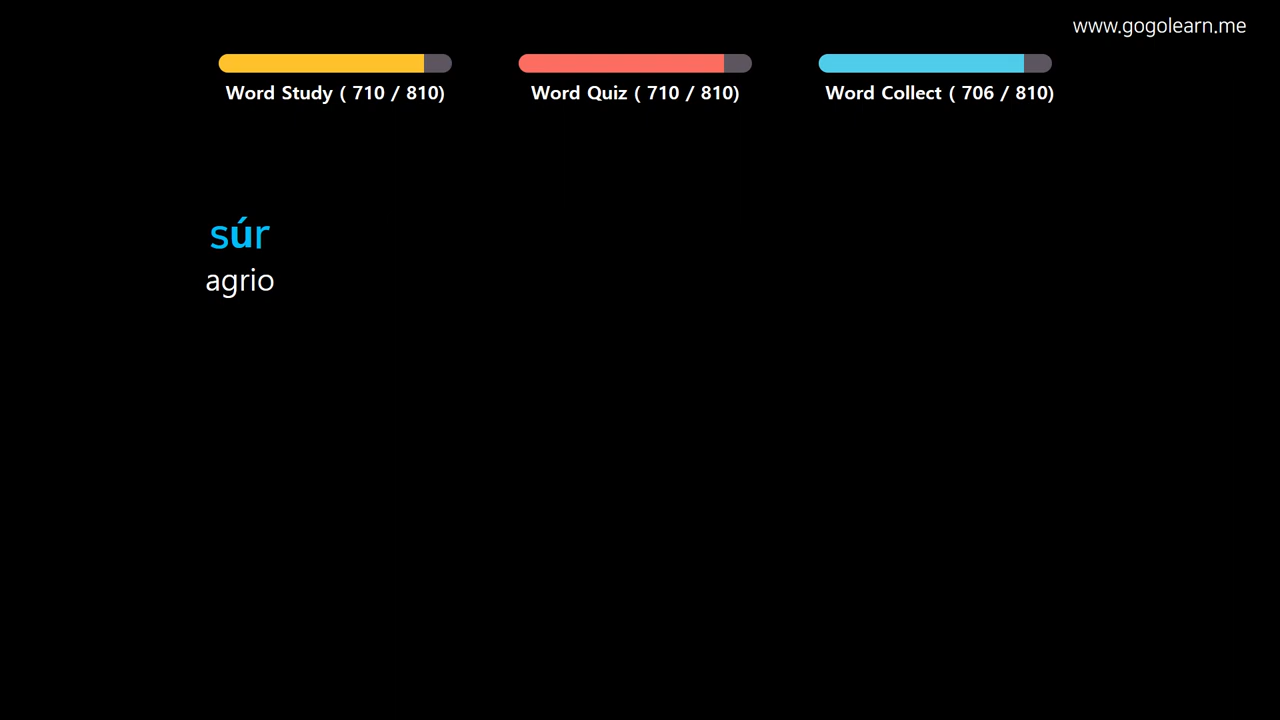 www.gogolearn.me
Word Study ( 710 / 810)
Word Quiz ( 710 / 810)
Word Collect ( 706 / 810)
súr
agrio